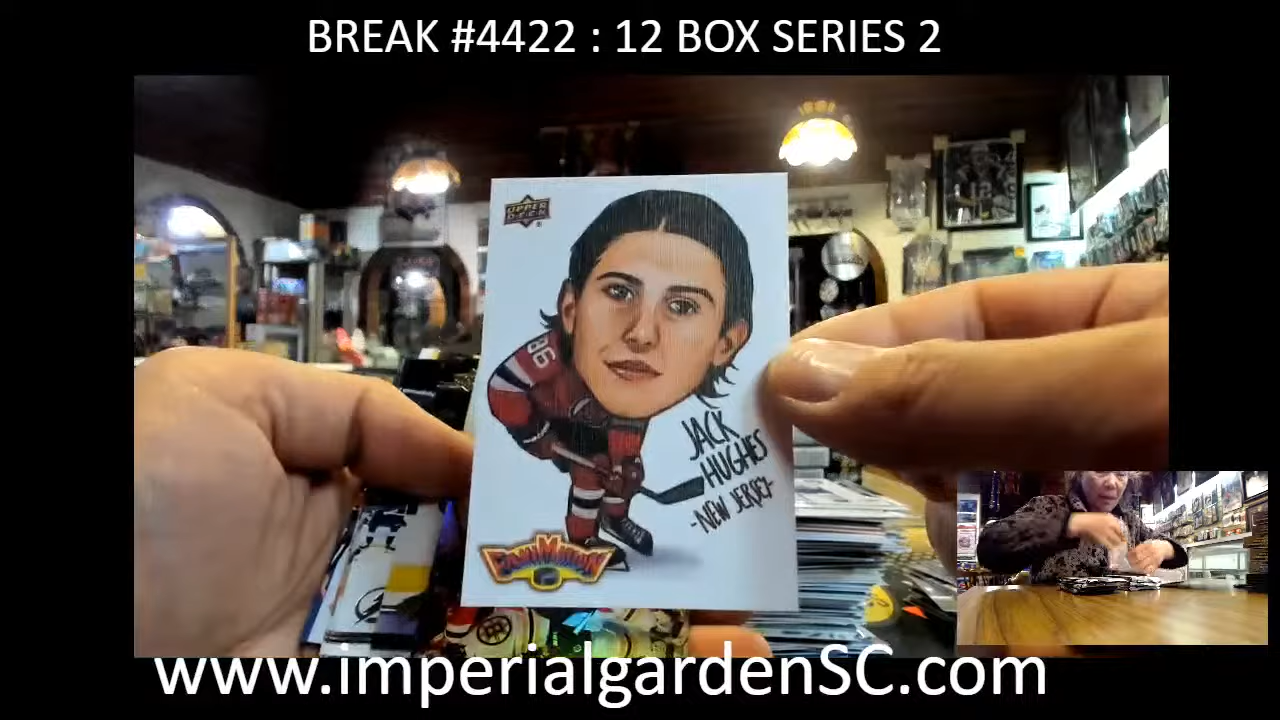 BREAK #4422 : 12 BOX SERIES 2
UPPER
DECK
86
JACK
HUGHES
-NEW JERSEY-
www.imperialgardenSC.com